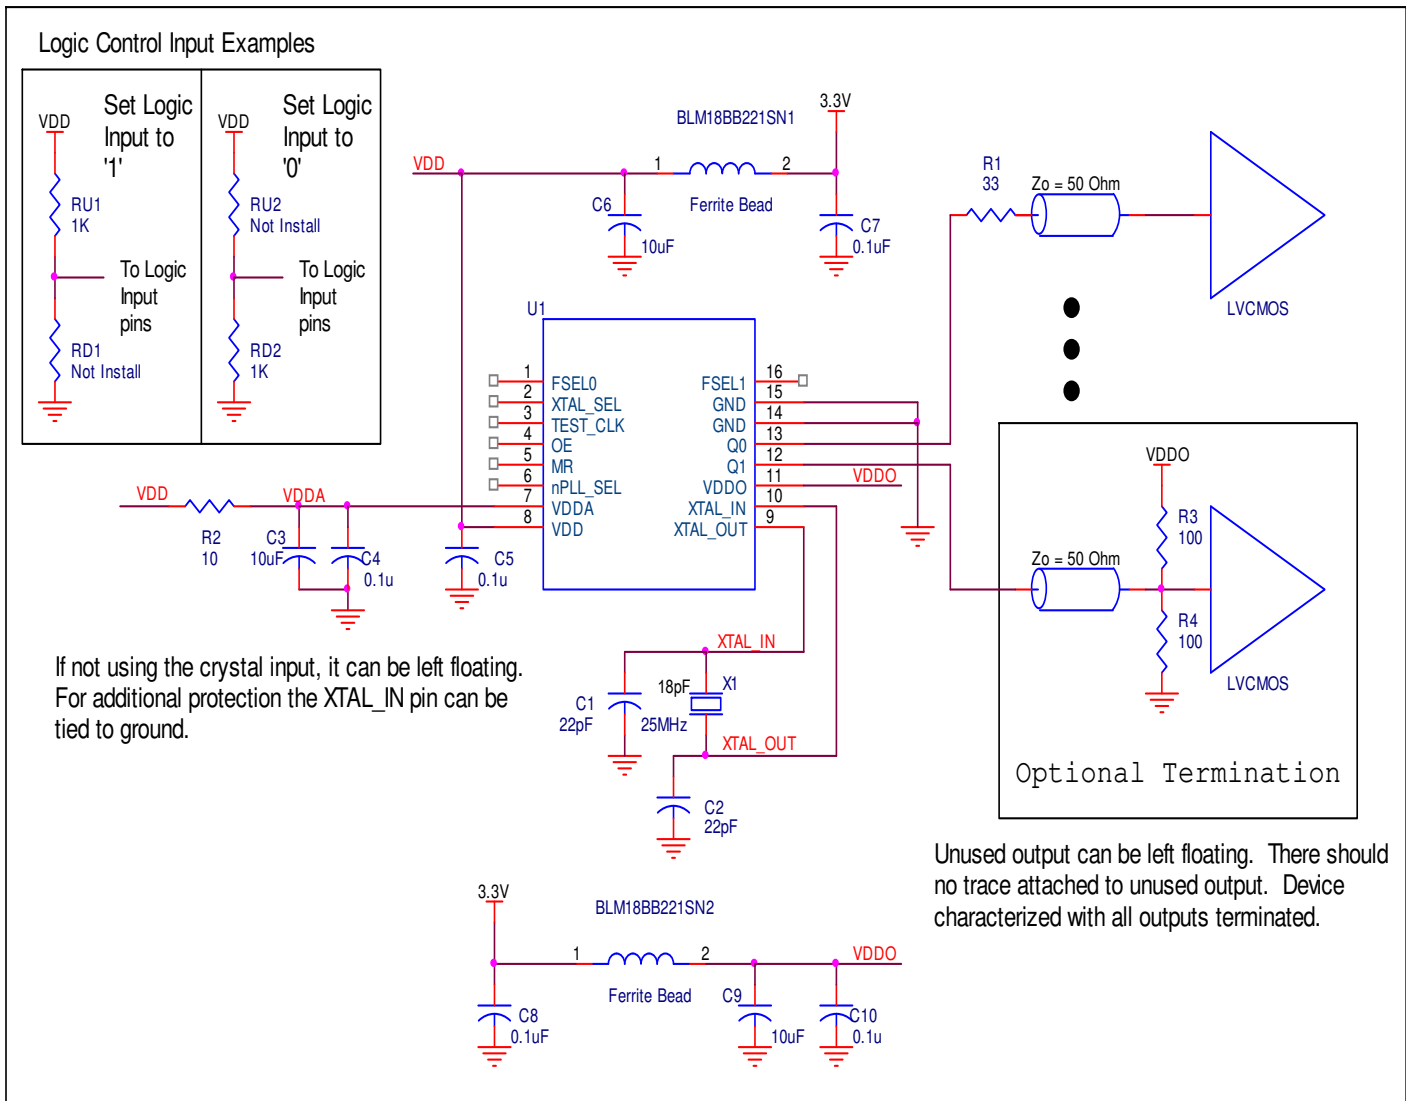 Logic Control Input Examples
VDD
Set Logic
Input to
'1'
RU1
1K
To Logic
Input
pins
RD1
Not Install
VDD
Set Logic
Input to
'0'
RU2
Not Install
To Logic
Input
pins
RD2
1K
VDD
BLM18BB221SN1
3.3V
1
2
Ferrite Bead
C6
10uF
C7
0.1uF
R1
33
Zo = 50 Ohm
LVCMOS
U1
1
FSEL0
2
XTAL_SEL
3
TEST_CLK
4
OE
5
MR
6
nPLL_SEL
7
VDDA
8
VDD
16
FSEL1
15
GND
14
GND
13
Q0
12
Q1
11
VDDO
10
XTAL_IN
9
XTAL_OUT
VDDO
VDD
VDDA
R2
10
C3
10uF
C4
0.1u
C5
0.1u
VDDO
R3
100
Zo = 50 Ohm
R4
100
LVCMOS
Optional Termination
If not using the crystal input, it can be left floating.
For additional protection the XTAL_IN pin can be
tied to ground.
XTAL_IN
C1
22pF
18pF
X1
25MHz
XTAL_OUT
C2
22pF
Unused output can be left floating. There should
no trace attached to unused output. Device
characterized with all outputs terminated.
3.3V
BLM18BB221SN2
1
2
VDDO
Ferrite Bead
C8
0.1uF
C9
10uF
C10
0.1u